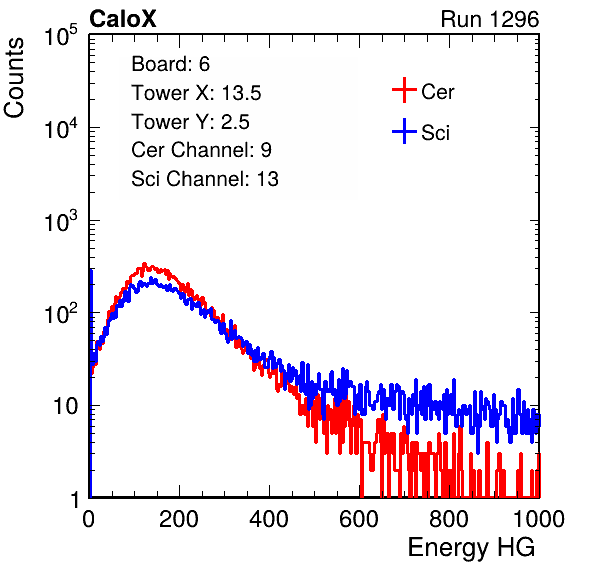 CaloX Run 1296
Counts
10^5
10^4
10^3
10^2
10
1
Board: 6
Tower X: 13.5
Tower Y: 2.5
Cer Channel: 9
Sci Channel: 13
Cer
Sci
0 200 400 600 800 1000
Energy HG